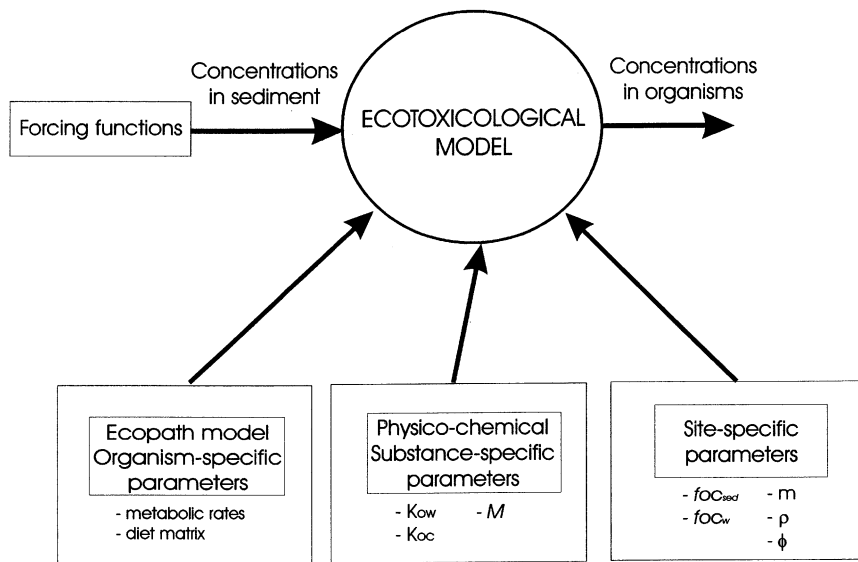 Concentrations
in sediment
Forcing functions
ECOTOXICOLOGICAL
MODEL
Concentrations
in organisms
Ecopath model
Organism-specific
parameters
- metabolic rates
- diet matrix
Physico-chemical
Substance-specific
parameters
- Kow - M
- Koc
Site-specific
parameters
- focsed - m
- focw - ρ
- ϕ